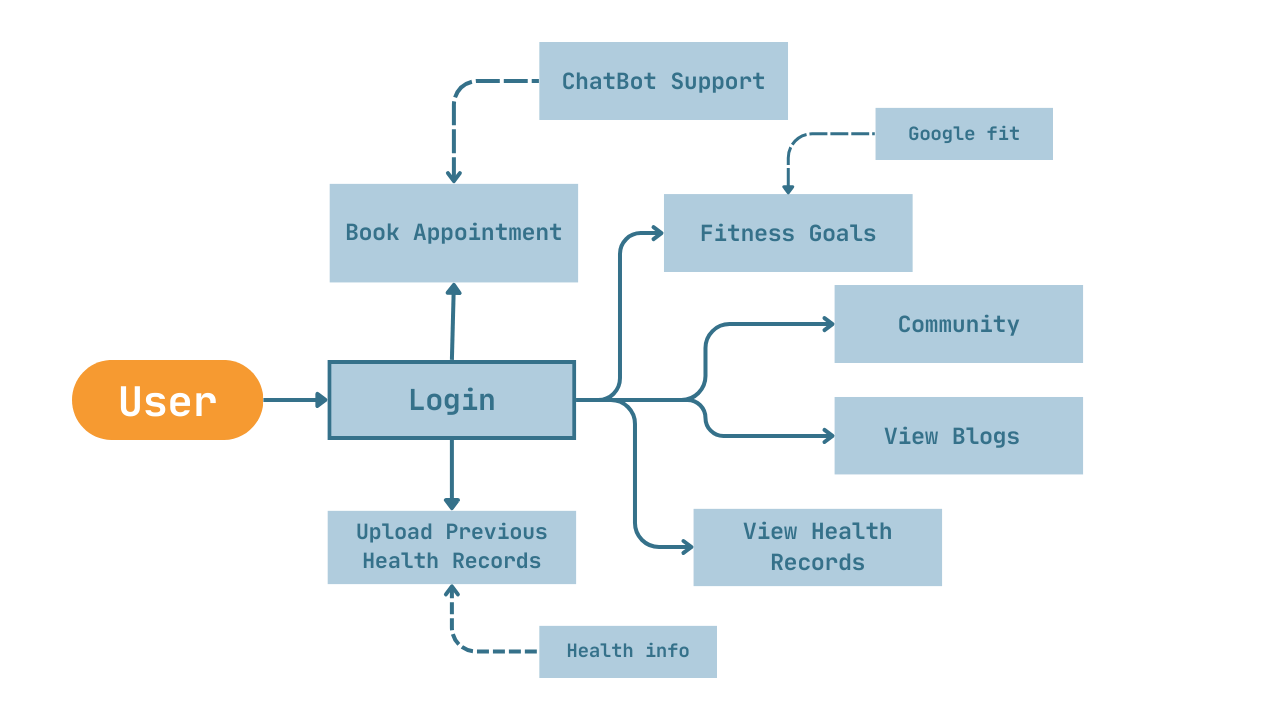 ChatBot Support
Google fit
Book Appointment
Fitness Goals
Community
User
Login
View Blogs
Upload Previous
Health Records
View Health
Records
Health info